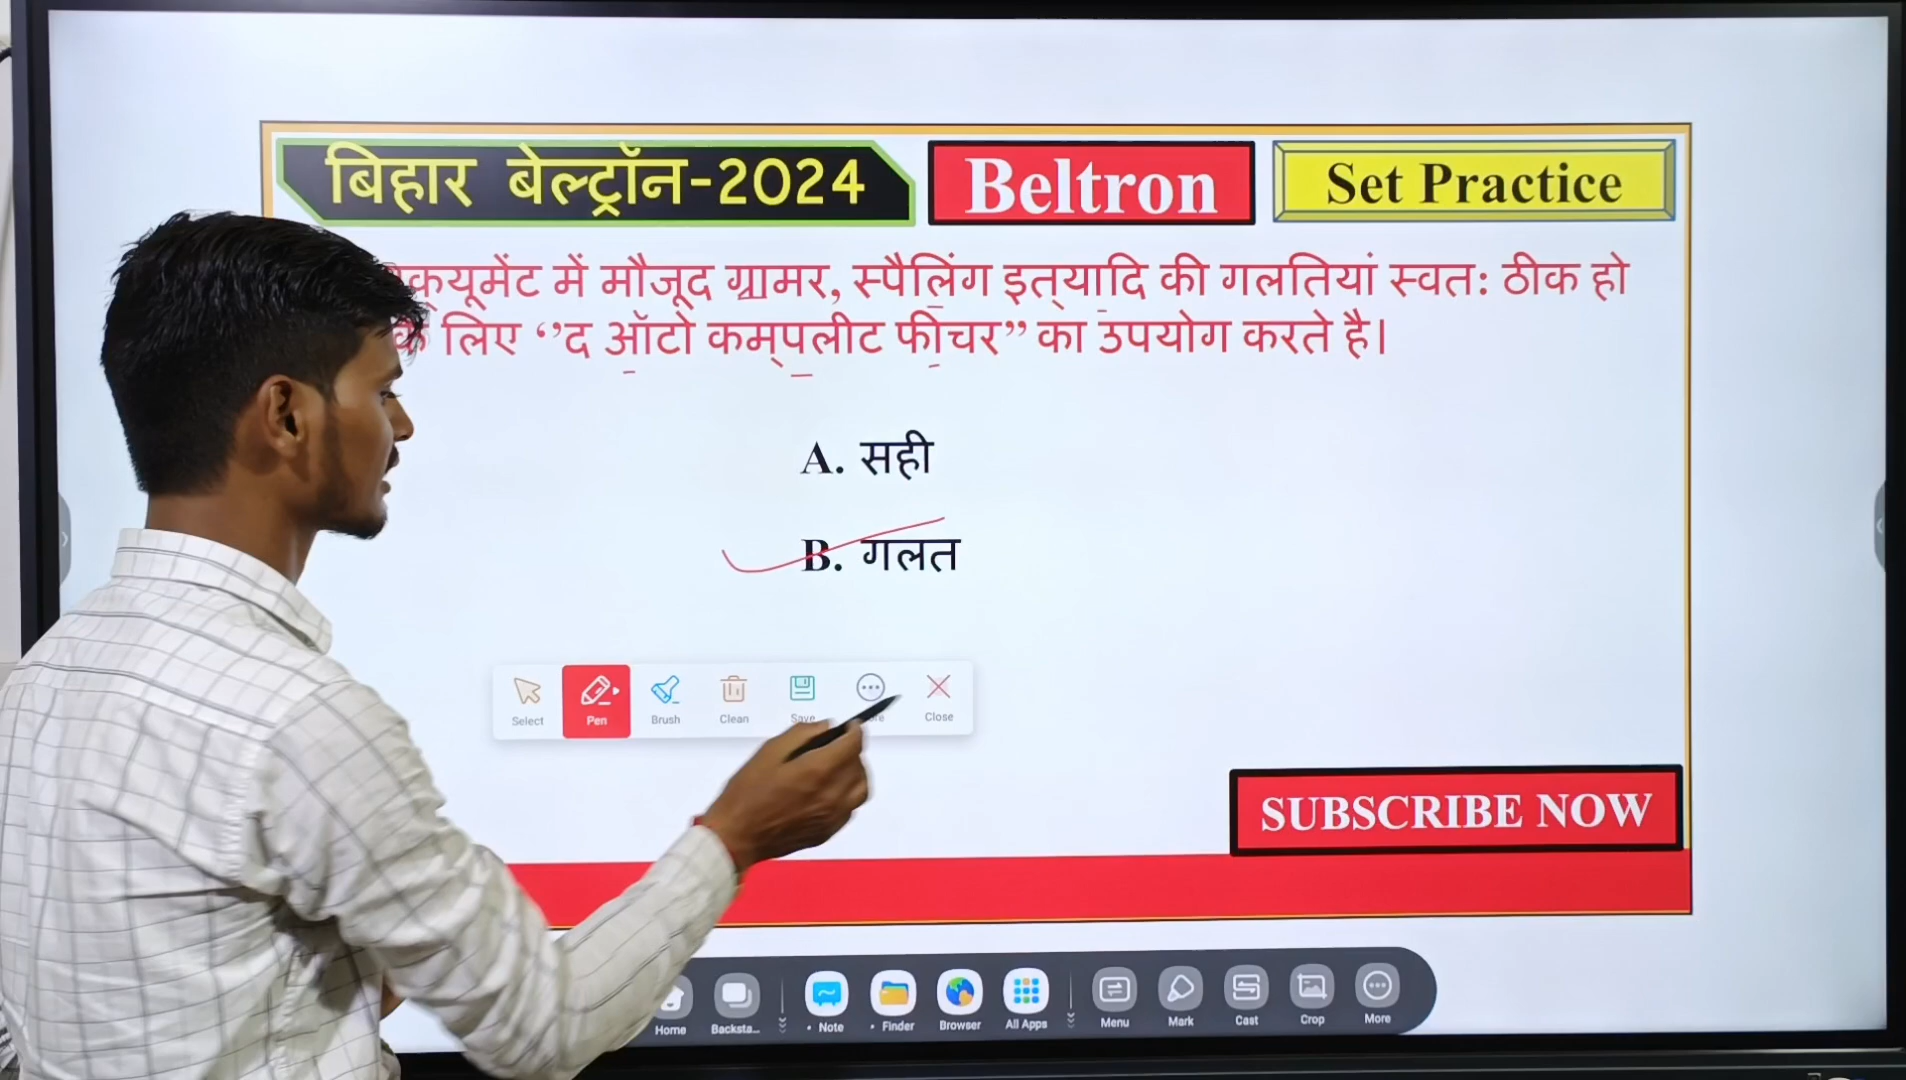 बिहार बेल्ट्रॉन-2024
Beltron
Set Practice
में मौजूद ग्रामर, स्पैलिंग इत्यादि की गलतियां स्वत: ठीक हो
के लिए ‘’द ऑटो कम्पलीट फीचर” का उपयोग करते है।
A. सही
B. गलत
Select
Pen
Brush
Clean
Save
Close
SUBSCRIBE NOW
Home
Backsta...
Note
Finder
Browser
All Apps
Menu
Mark
Cast
Crop
More